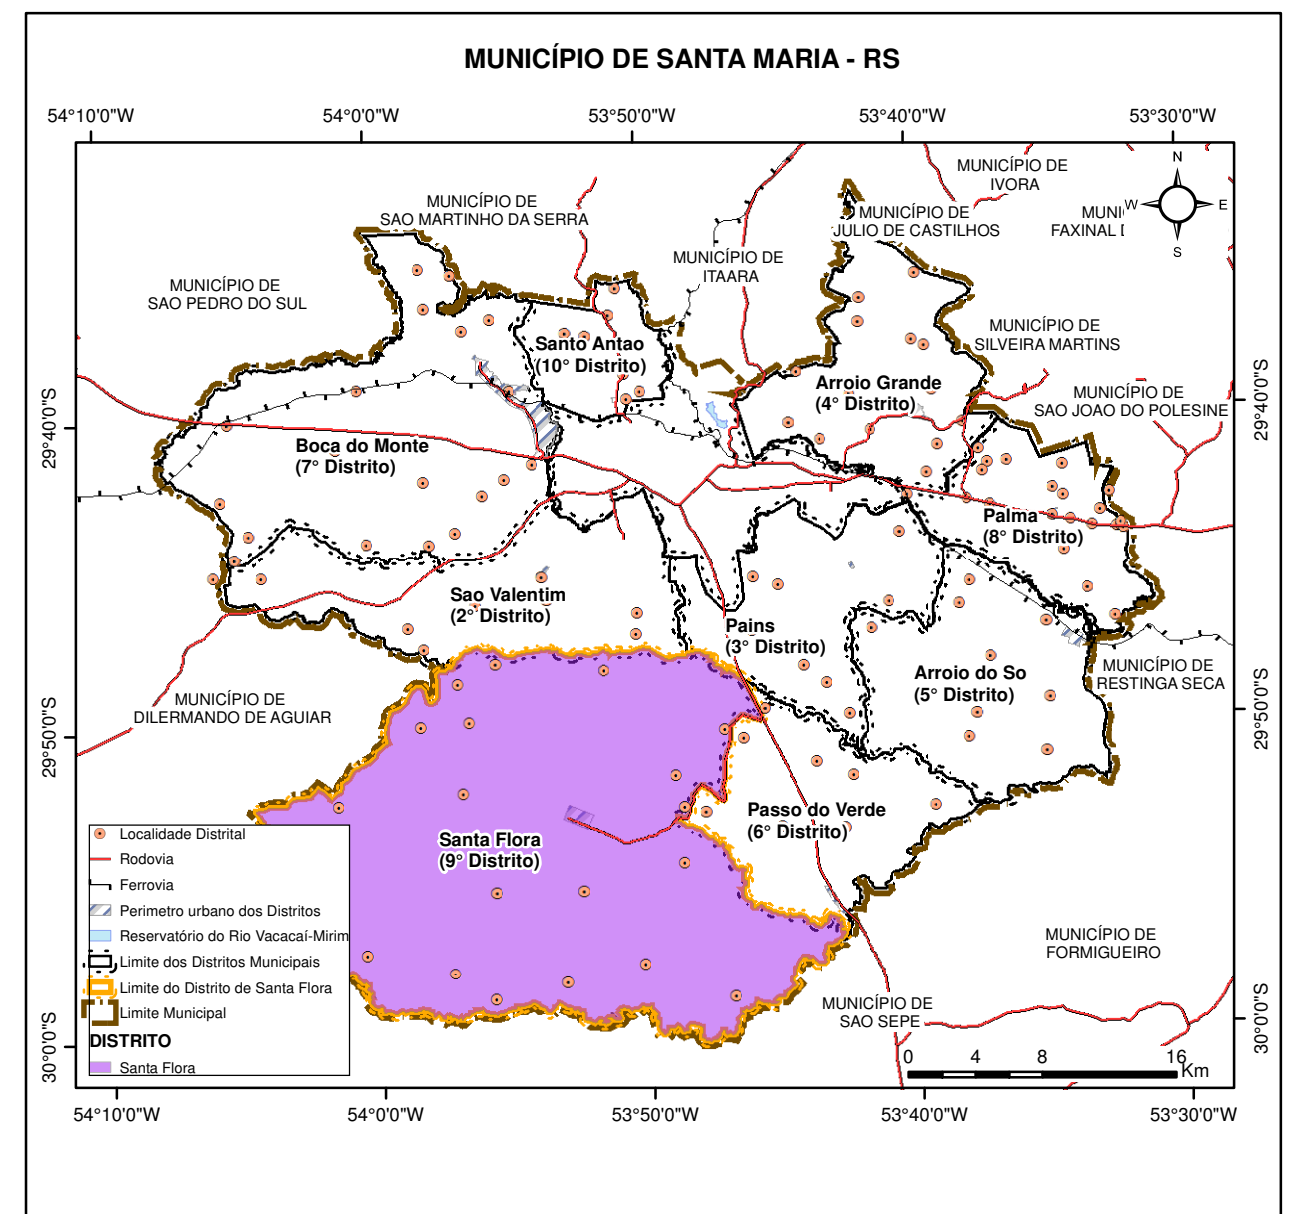 MUNICÍPIO DE SANTA MARIA - RS
54°10'0"W
54°0'0"W
53°50'0"W
53°40'0"W
53°30'0"W
N
W
E
S
MUNICÍPIO DE
IVORA
MUNICÍPIO DE
SAO MARTINHO DA SERRA
MUNICÍPIO DE
JULIO DE CASTILHOS
MUNI
FAXINAL D
MUNICÍPIO DE
ITAARA
MUNICÍPIO DE
SAO PEDRO DO SUL
MUNICÍPIO DE
SILVEIRA MARTINS
Santo Antao
(10° Distrito)
Arroio Grande
(4° Distrito)
MUNICÍPIO DE
SAO JOAO DO POLESINE
29°40'0"S
29°40'0"S
Boca do Monte
(7° Distrito)
Palma
(8° Distrito)
Sao Valentim
(2° Distrito)
Pains
(3° Distrito)
Arroio do So
(5° Distrito)
MUNICÍPIO DE
RESTINGA SECA
MUNICÍPIO DE
DILERMANDO DE AGUIAR
29°50'0"S
29°50'0"S
Passo do Verde
(6° Distrito)
Santa Flora
(9° Distrito)
Localidade Distrital
Rodovia
Ferrovia
Perimetro urbano dos Distritos
Reservatório do Rio Vacacaí-Mirim
Limite dos Distritos Municipais
Limite do Distrito de Santa Flora
Limite Municipal
DISTRITO
Santa Flora
MUNICÍPIO DE
FORMIGUEIRO
MUNICÍPIO DE
SAO SEPE
30°0'0"S
30°0'0"S
0 4 8 16
Km
54°10'0"W
54°0'0"W
53°50'0"W
53°40'0"W
53°30'0"W